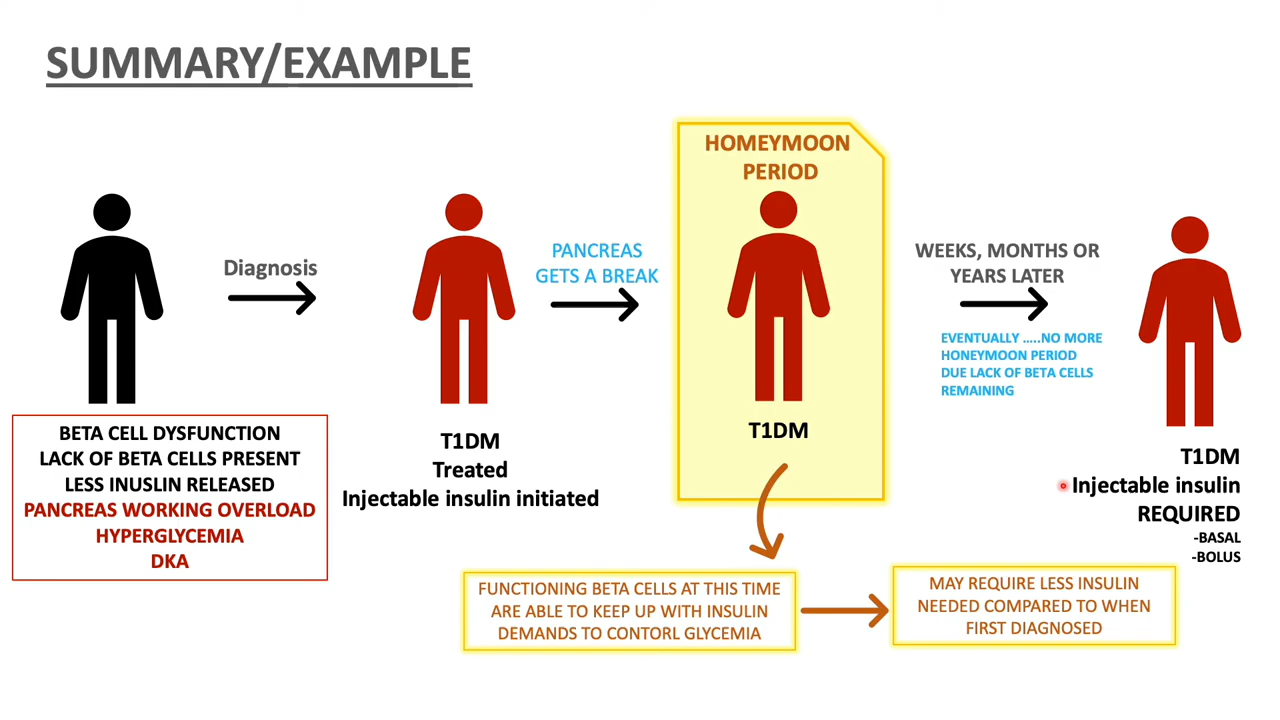 SUMMARY/EXAMPLE
BETA CELL DYSFUNCTION
LACK OF BETA CELLS PRESENT
LESS INUSLIN RELEASED
PANCREAS WORKING OVERLOAD
HYPERGLYCEMIA
DKA
Diagnosis
T1DM
Treated
Injectable insulin initiated
PANCREAS
GETS A BREAK
HOMEYMOON
PERIOD
T1DM
FUNCTIONING BETA CELLS AT THIS TIME
ARE ABLE TO KEEP UP WITH INSULIN
DEMANDS TO CONTORL GLYCEMIA
MAY REQUIRE LESS INSULIN
NEEDED COMPARED TO WHEN
FIRST DIAGNOSED
WEEKS, MONTHS OR
YEARS LATER
EVENTUALLY …..NO MORE
HONEYMOON PERIOD
DUE LACK OF BETA CELLS
REMAINING
T1DM
Injectable insulin
REQUIRED
-BASAL
-BOLUS